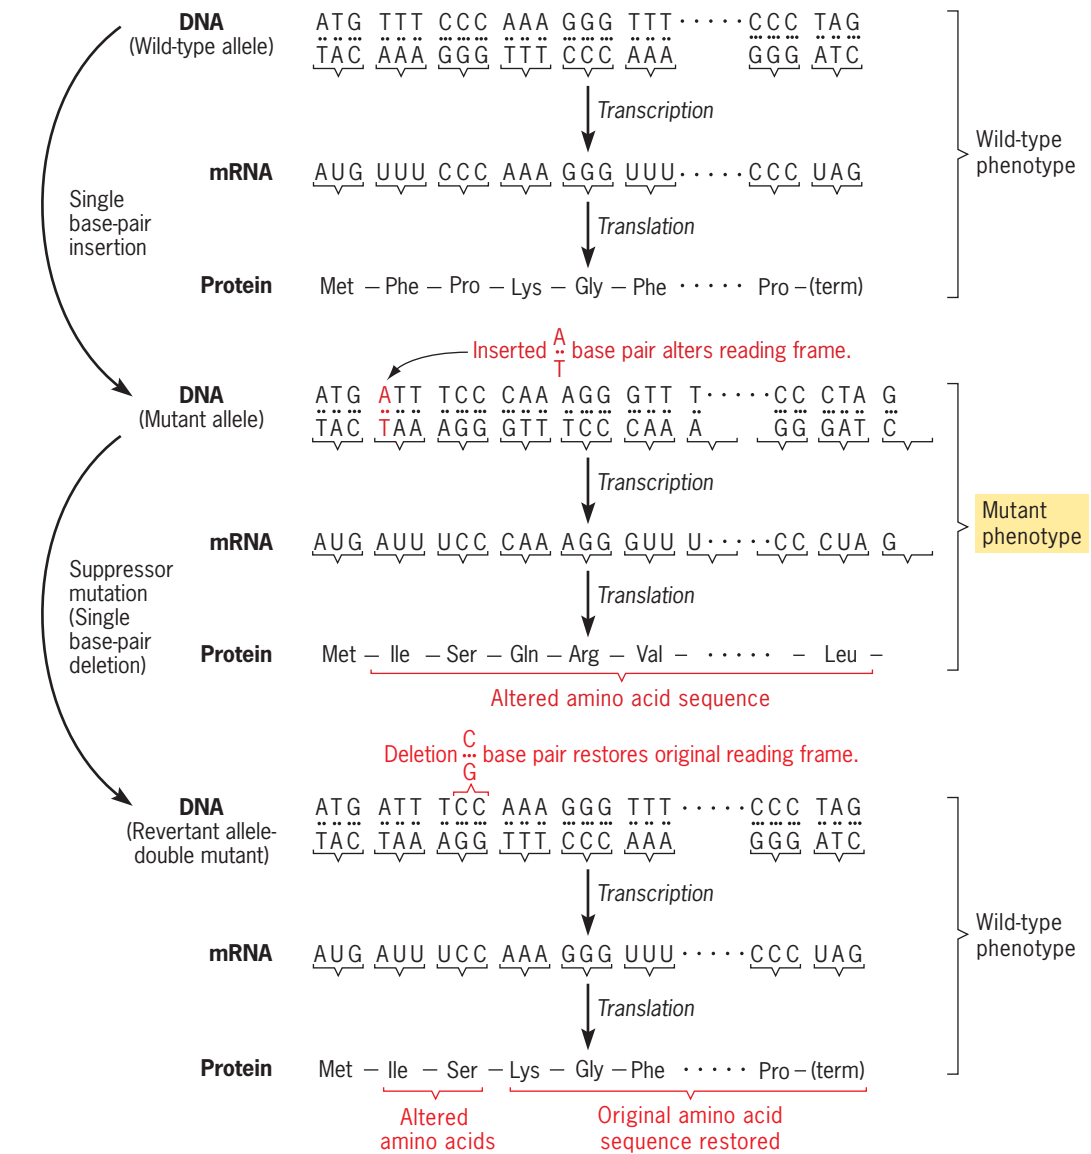 DNA
(Wild-type allele)
ATG TTT CCC AAA GGG TTT ····· CCC TAG
TAC AAA GGG TTT CCC AAA GGG ATC
Transcription
mRNA
AUG UUU CCC AAA GGG UUU ····· CCC UAG
Translation
Protein
Met – Phe – Pro – Lys – Gly – Phe ····· Pro – (term)
Wild-type
phenotype
Single
base-pair
insertion
Inserted A
T
base pair alters reading frame.
DNA
(Mutant allele)
ATG ATT TCC CAA AGG GTT T ····· CC CTA G
TAC TAA AGG GTT TCC CAA A GG GAT C
Transcription
mRNA
AUG AUU UCC CAA AGG GUU U ····· CC CUA G
Translation
Protein
Met – Ile – Ser – Gln – Arg – Val – ····· – Leu –
Altered amino acid sequence
Mutant
phenotype
Suppressor
mutation
(Single
base-pair
deletion)
Deletion C
G
base pair restores original reading frame.
DNA
(Revertant allele-
double mutant)
ATG ATT TCC AAA GGG TTT ····· CCC TAG
TAC TAA AGG TTT CCC AAA GGG ATC
Transcription
mRNA
AUG AUU UCC AAA GGG UUU ····· CCC UAG
Translation
Protein
Met – Ile – Ser – Lys – Gly – Phe ····· Pro – (term)
Altered
amino acids
Original amino acid
sequence restored
Wild-type
phenotype